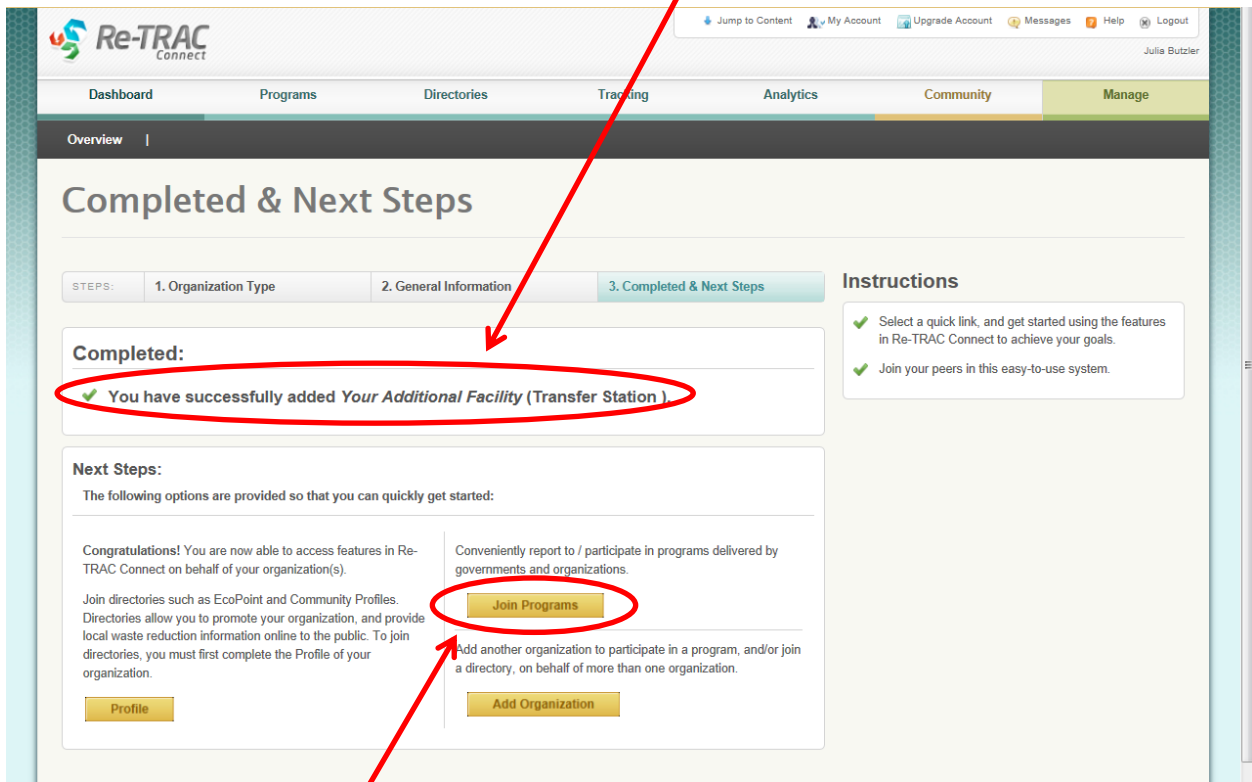 Re-TRAC
Connect
Jump to Content My Account Upgrade Account Messages Help Logout
Julia Butzler
Dashboard Programs Directories Tracking Analytics Community Manage
Overview |
Completed & Next Steps
STEPS: 1. Organization Type 2. General Information 3. Completed & Next Steps
Completed:
You have successfully added Your Additional Facility (Transfer Station ).
Next Steps:
The following options are provided so that you can quickly get started:
Congratulations! You are now able to access features in Re-
TRAC Connect on behalf of your organization(s).
Join directories such as EcoPoint and Community Profiles.
Directories allow you to promote your organization, and provide
local waste reduction information online to the public. To join
directories, you must first complete the Profile of your
organization.
Profile
Conveniently report to / participate in programs delivered by
governments and organizations.
Join Programs
Add another organization to participate in a program, and/or join
a directory, on behalf of more than one organization.
Add Organization
Instructions
Select a quick link, and get started using the features
in Re-TRAC Connect to achieve your goals.
Join your peers in this easy-to-use system.